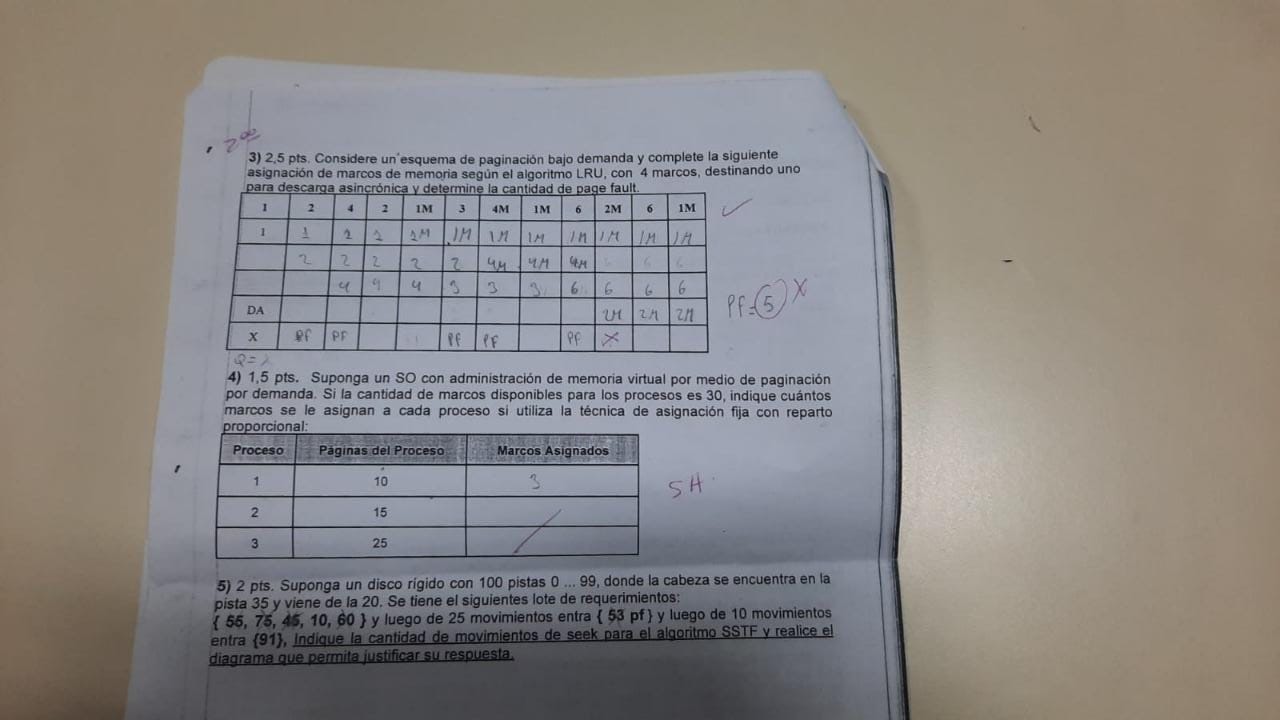 2⁰⁰
3) 2,5 pts. Considere un esquema de paginación bajo demanda y complete la siguiente
asignación de marcos de memoria según el algoritmo LRU, con 4 marcos, destinando uno
para descarga asincrónica y determine la cantidad de page fault.
1 2 4 2 1M 3 4M 1M 6 2M 6 1M
1 1 1 1 1M 1M 1M 1M 1M 1M 1M 1M
2 2 2 2 2 4M 4M 4M 6 6 6
4 4 4 3 3 3 6 6 6 6
DA 2M 2M 2M
X PF PF PF PF PF X
PF=5 X
4) 1,5 pts. Suponga un SO con administración de memoria virtual por medio de paginación
por demanda. Si la cantidad de marcos disponibles para los procesos es 30, indique cuántos
marcos se le asignan a cada proceso si utiliza la técnica de asignación fija con reparto
proporcional:
Proceso Páginas del Proceso Marcos Asignados
1 10 3
2 15
3 25
5) 2 pts. Suponga un disco rígido con 100 pistas 0 ... 99, donde la cabeza se encuentra en la
pista 35 y viene de la 20. Se tiene el siguientes lote de requerimientos:
{ 55, 75, 45, 10, 60 } y luego de 25 movimientos entra { 53 pf } y luego de 10 movimientos
entra {91}, Indique la cantidad de movimientos de seek para el algoritmo SSTF y realice el
diagrama que permita justificar su respuesta.